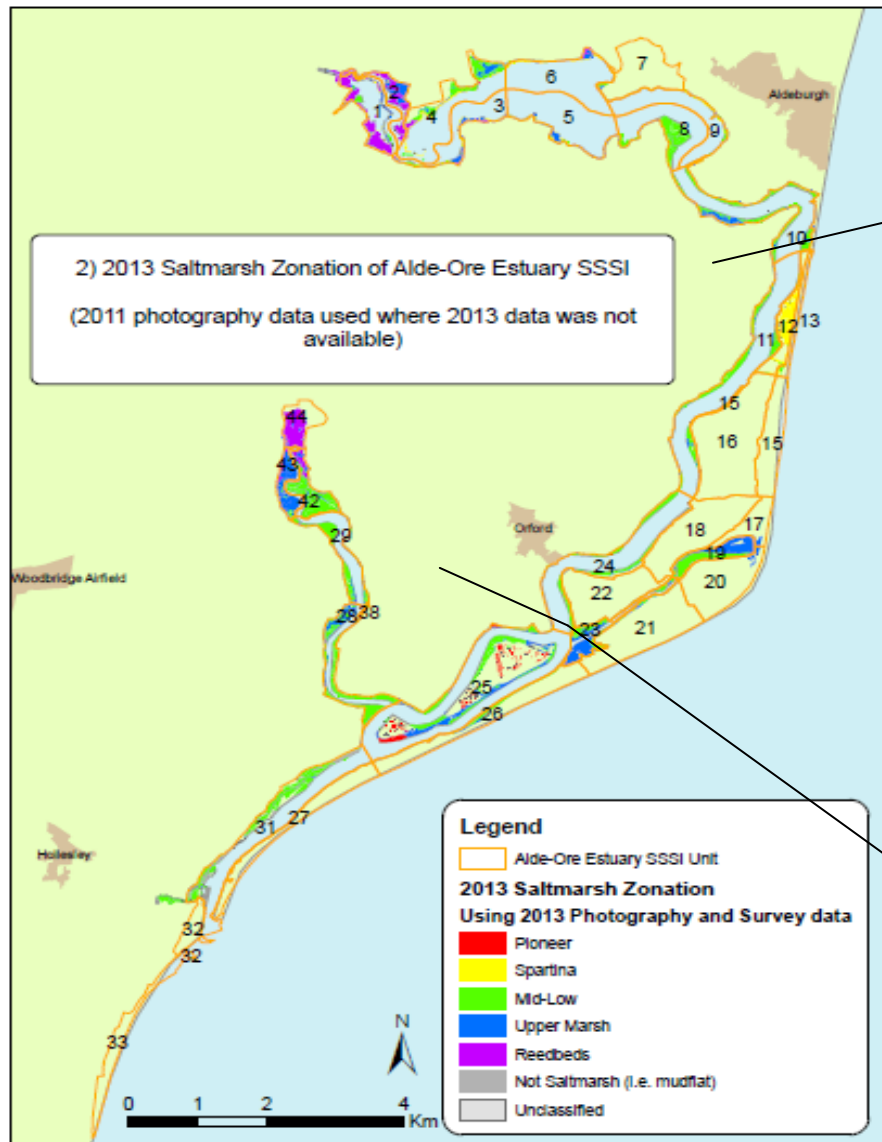 6
7
Aldeburgh
2
1
4
3
5
8
9
10
2) 2013 Saltmarsh Zonation of Alde-Ore Estuary SSSI
(2011 photography data used where 2013 data was not
available)
12
13
11
15
16
15
44
43
42
29
Orford
18
17
19
24
20
22
Woodbridge Airfield
28
38
23
21
25
26
27
31
Hollesley
32
32
33
N
0 1 2 4
Km
Legend
Alde-Ore Estuary SSSI Unit
2013 Saltmarsh Zonation
Using 2013 Photography and Survey data
Pioneer
Spartina
Mid-Low
Upper Marsh
Reedbeds
Not Saltmarsh (i.e. mudflat)
Unclassified